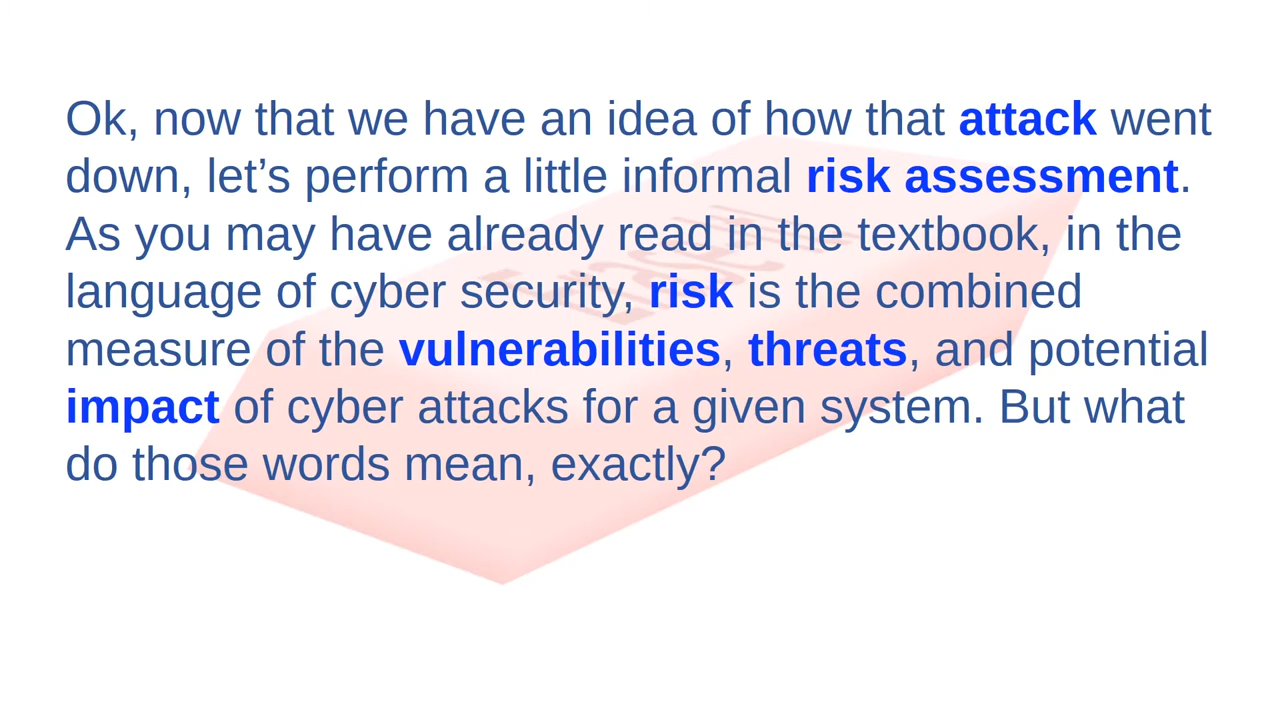 Ok, now that we have an idea of how that attack went
down, let’s perform a little informal risk assessment.
As you may have already read in the textbook, in the
language of cyber security, risk is the combined
measure of the vulnerabilities, threats, and potential
impact of cyber attacks for a given system. But what
do those words mean, exactly?